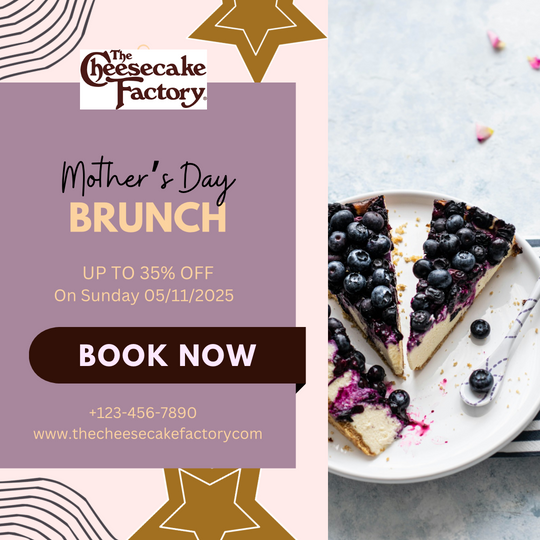 The
Cheesecake
Factory®
Mother's Day
BRUNCH
UP TO 35% OFF
On Sunday 05/11/2025
BOOK NOW
+123-456-7890
www.thecheesecakefactorycom